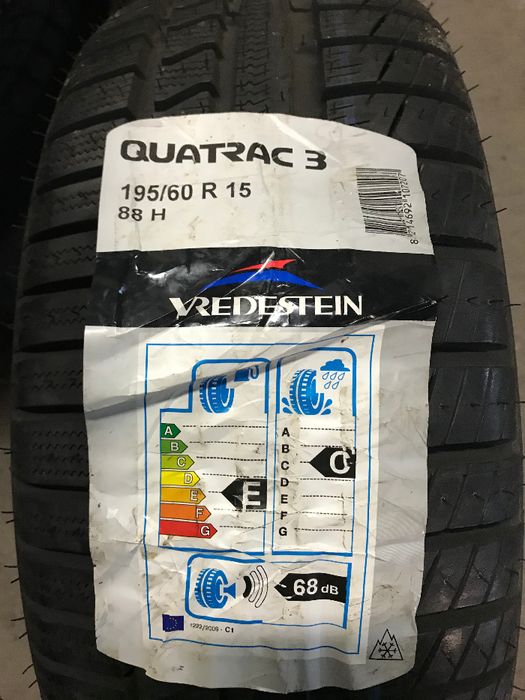 QUATRAC 3
195/60 R 15
88 H
VREDESTEIN
A
B
C
D
E
F
G
E
A
B
C
D
E
F
G
C
68 dB
1222/2009 - C1